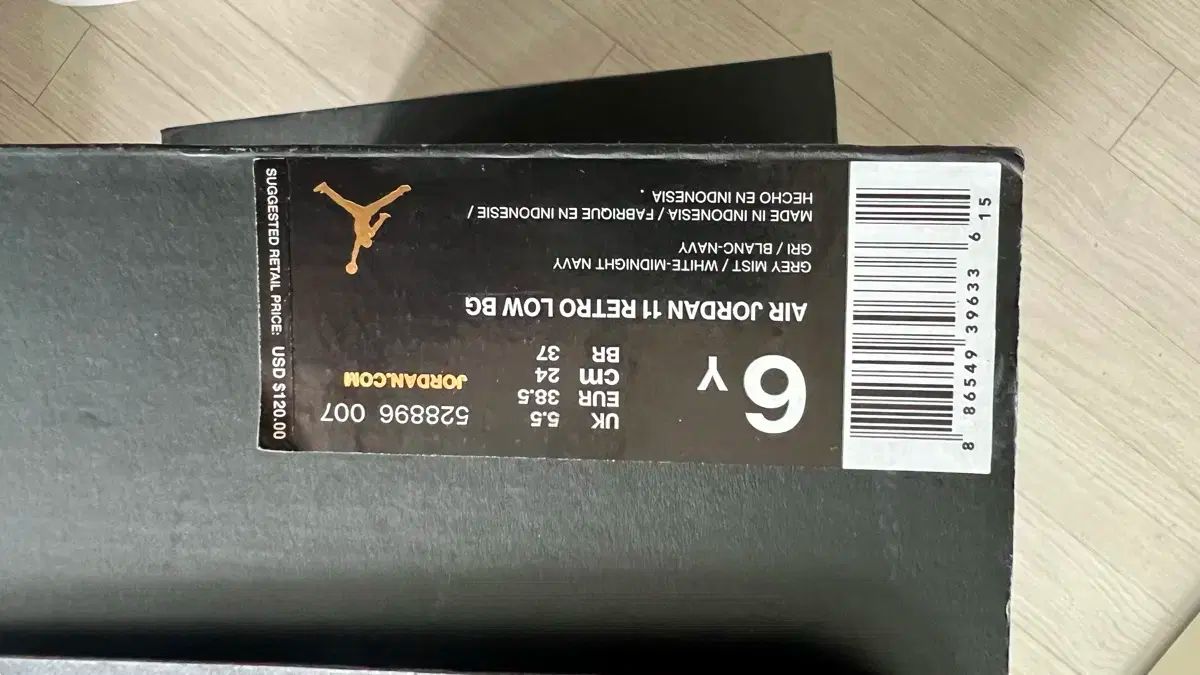 528896 007
JORDAN.COM
UK 5.5
EUR 38.5
cm 24
BR 37
6 Y
AIR JORDAN 11 RETRO LOW BG
GREY MIST / WHITE-MIDNIGHT NAVY
GRI / BLANC-NAVY
MADE IN INDONESIA / FABRIQUE EN INDONESIE /
HECHO EN INDONESIA
SUGGESTED RETAIL PRICE: USD $120.00
8 86549 39633 6 15